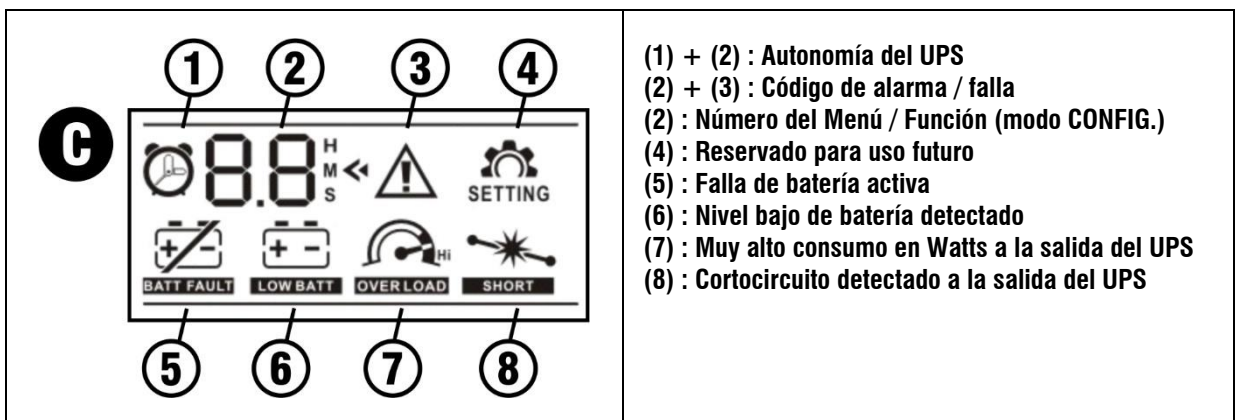 1 2 3 4
C
8.8 H M S
SETTING
BATT FAULT LOW BATT OVER LOAD Hi SHORT
5 6 7 8
(1) + (2) : Autonomía del UPS
(2) + (3) : Código de alarma / falla
(2) : Número del Menú / Función (modo CONFIG.)
(4) : Reservado para uso futuro
(5) : Falla de batería activa
(6) : Nivel bajo de batería detectado
(7) : Muy alto consumo en Watts a la salida del UPS
(8) : Cortocircuito detectado a la salida del UPS